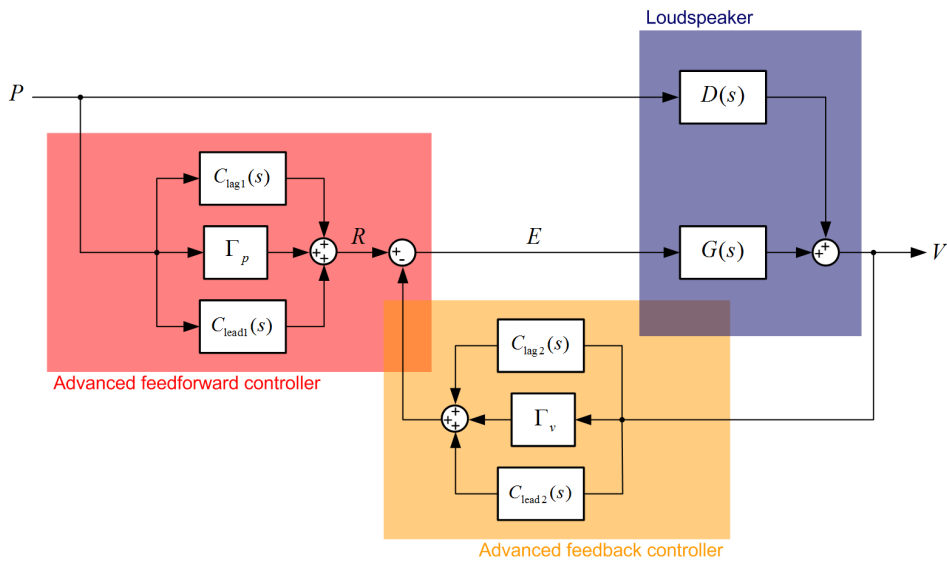 Loudspeaker
P
D(s)
C_lag1(s)
+
Γ_p
+
+
+
R
+
-
E
G(s)
+
+
V
C_lead1(s)
Advanced feedforward controller
C_lag2(s)
+
Γ_v
+
+
C_lead2(s)
Advanced feedback controller